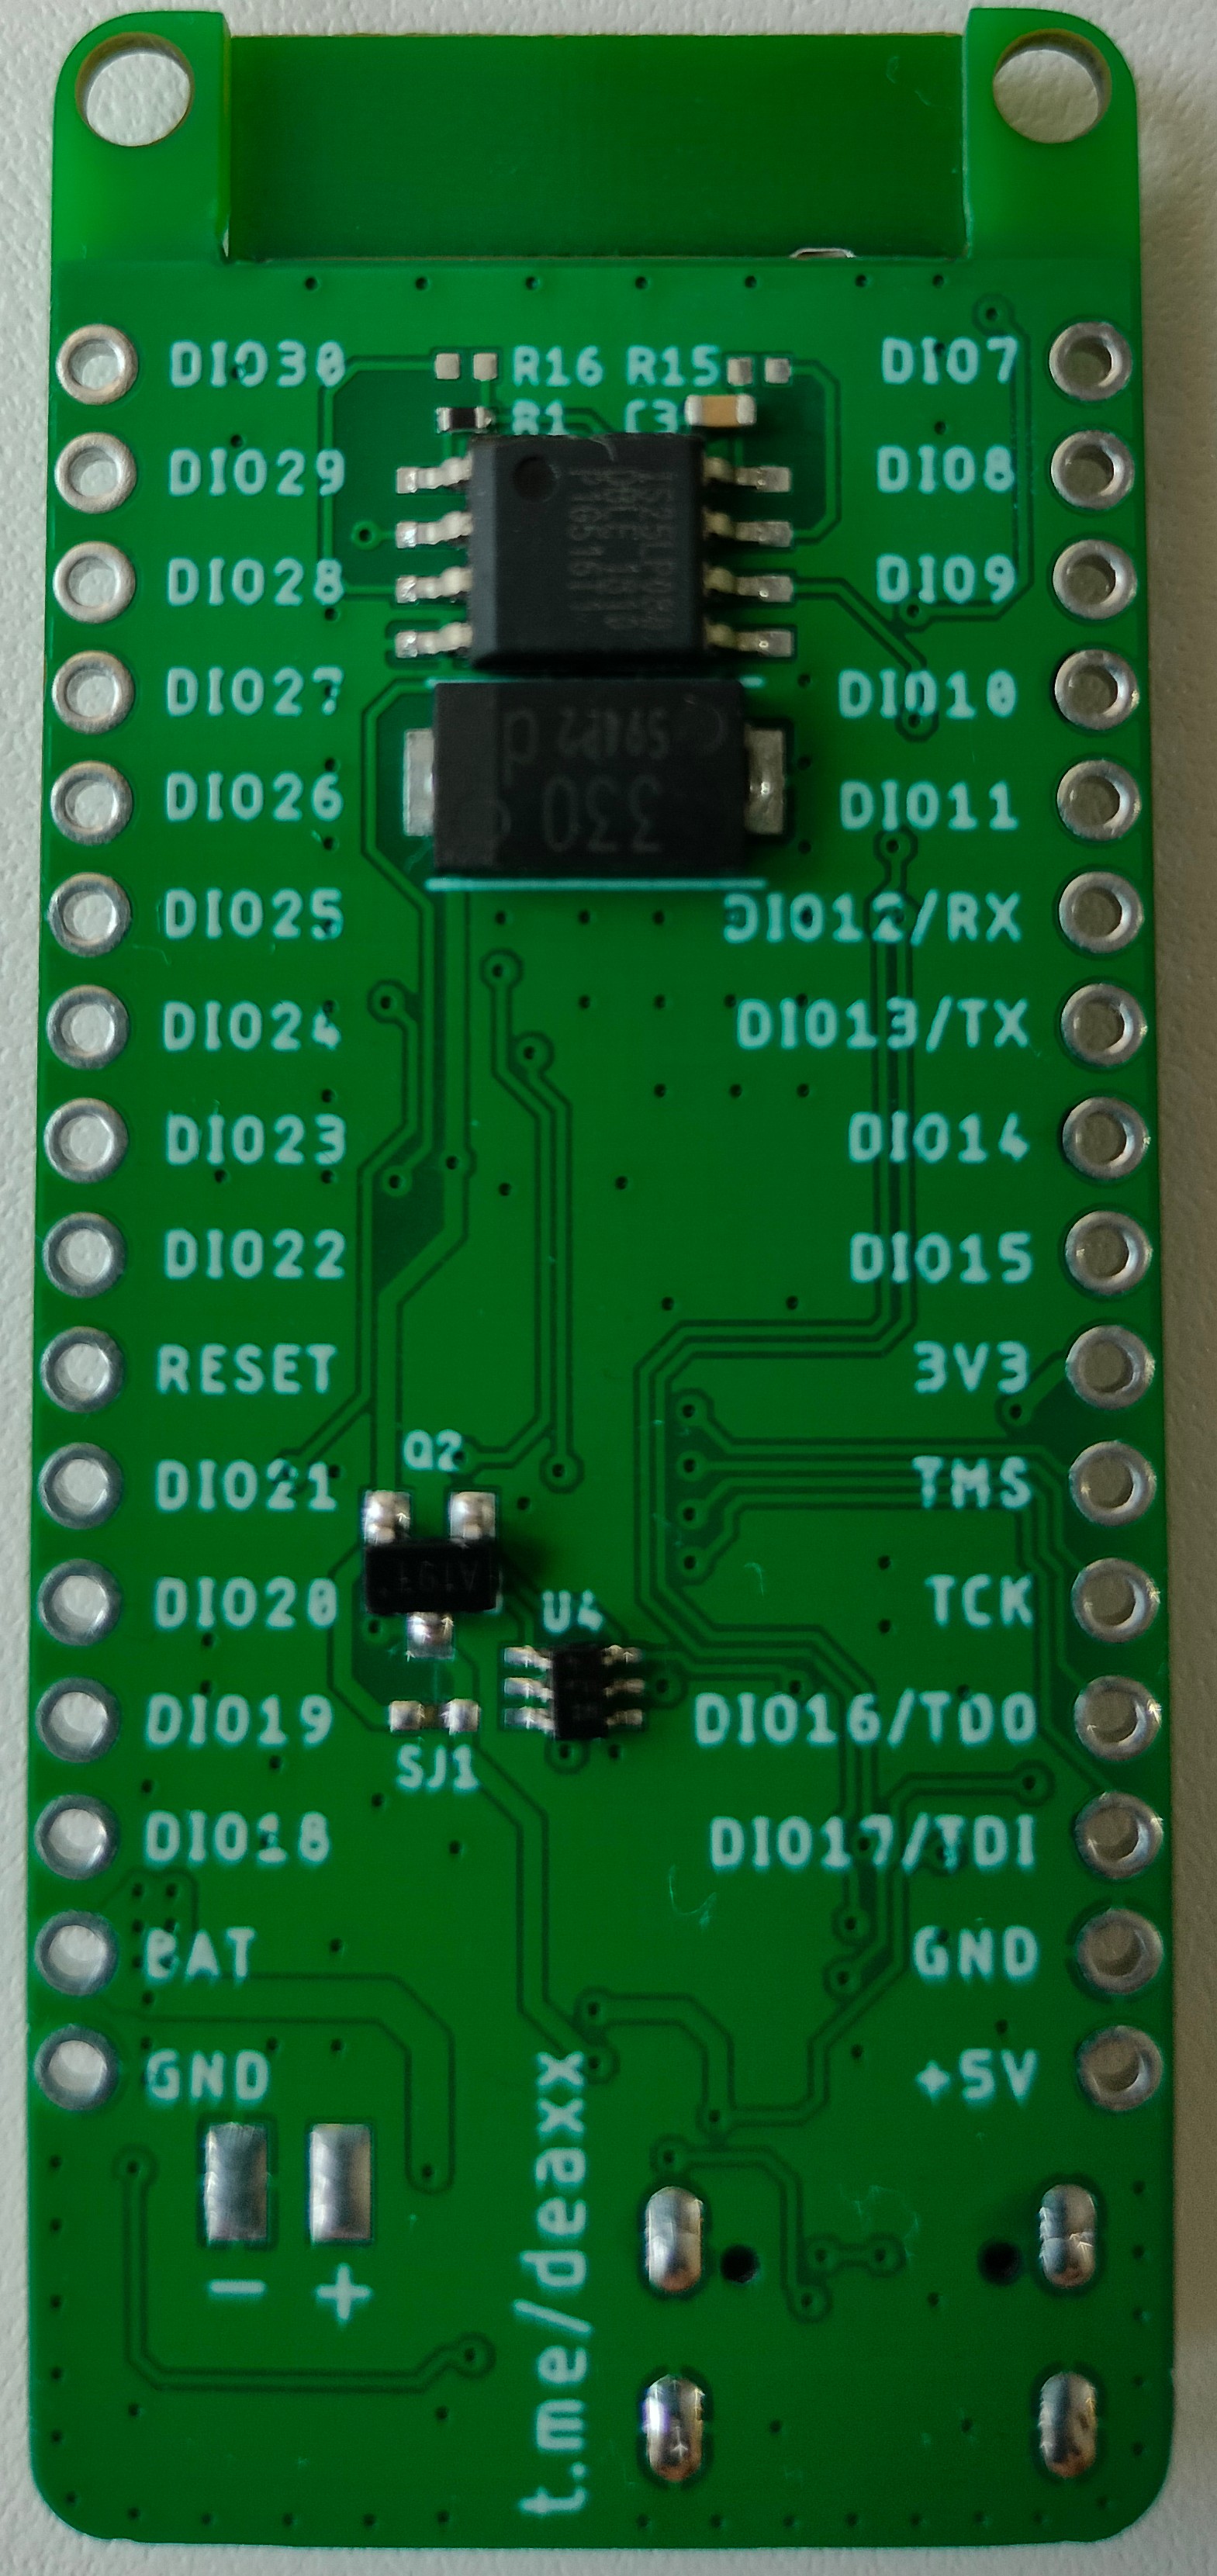 DIO30 R16 R15 DIO7
R1 C3
DIO29 DIO8
DIO28 DIO9
DIO27 DIO10
DIO26 330 DIO11
DIO25 DIO12/RX
DIO24 DIO13/TX
DIO23 DIO14
DIO22 DIO15
RESET 3V3
Q2
DIO21 TMS
DIO20 U4 TCK
DIO19 DIO16/TDO
SJ1
DIO18 DIO17/TDI
BAT GND
GND +5V
- +
t.me/deaxx